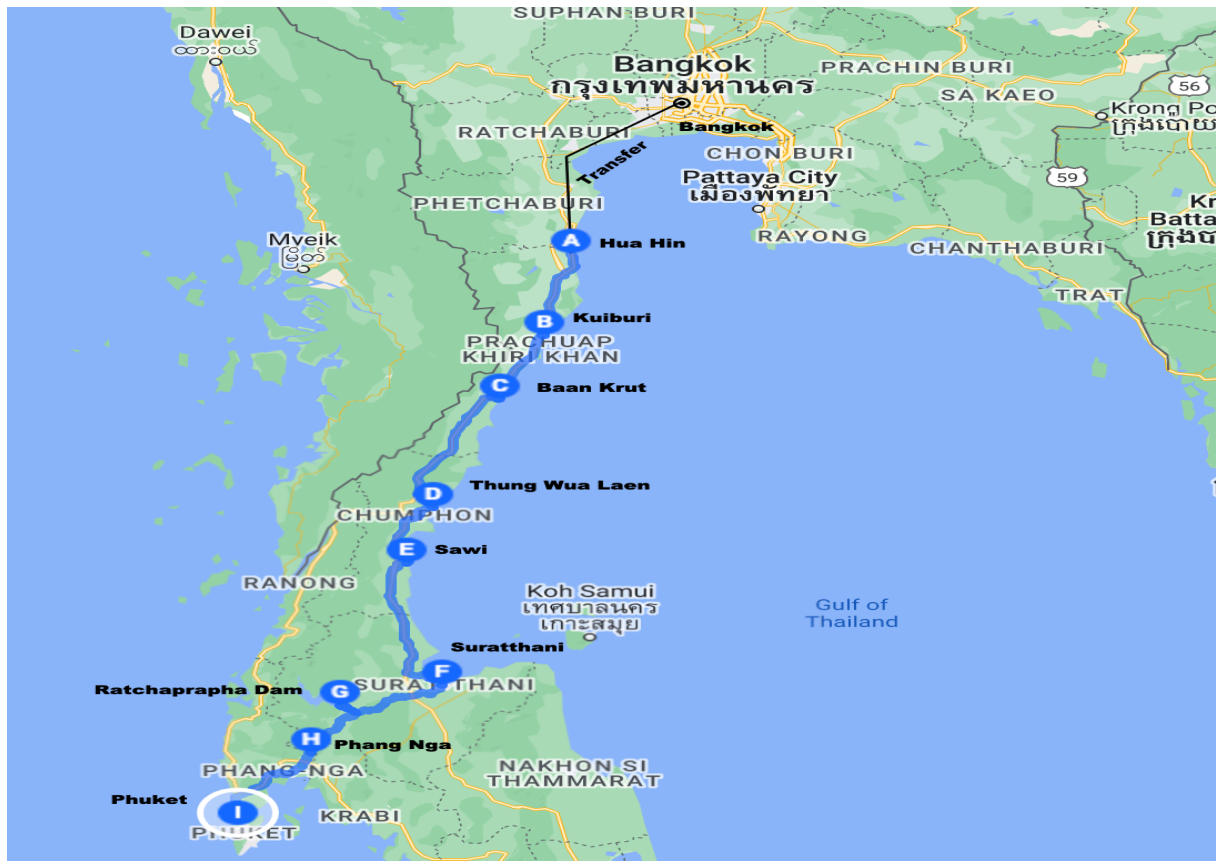 SUPHAN BURI
Dawei
ထားဝယ်
Bangkok
กรุงเทพมหานคร
PRACHIN BURI
SA KAEO
56
RATCHABURI
Bangkok
Krong Po
Transfer
CHON BURI
Pattaya City
เมืองพัทยา
59
PHETCHABURI
Kr
Batta
Myeik
မြိတ်
A
Hua Hin
RAYONG
CHANTHABURI
TRAT
B
Kuiburi
PRACHUAP
KHIRI KHAN
C
Baan Krut
D
Thung Wua Laen
CHUMPHON
E
Sawi
RANONG
Koh Samui
เทศบาลนคร
เกาะสมุย
Gulf of
Thailand
Suratthani
F
Ratchaprapha Dam
G
SURAT THANI
H
Phang Nga
PHANG-NGA
NAKHON SI
THAMMARAT
Phuket
I
KRABI
PHUKET